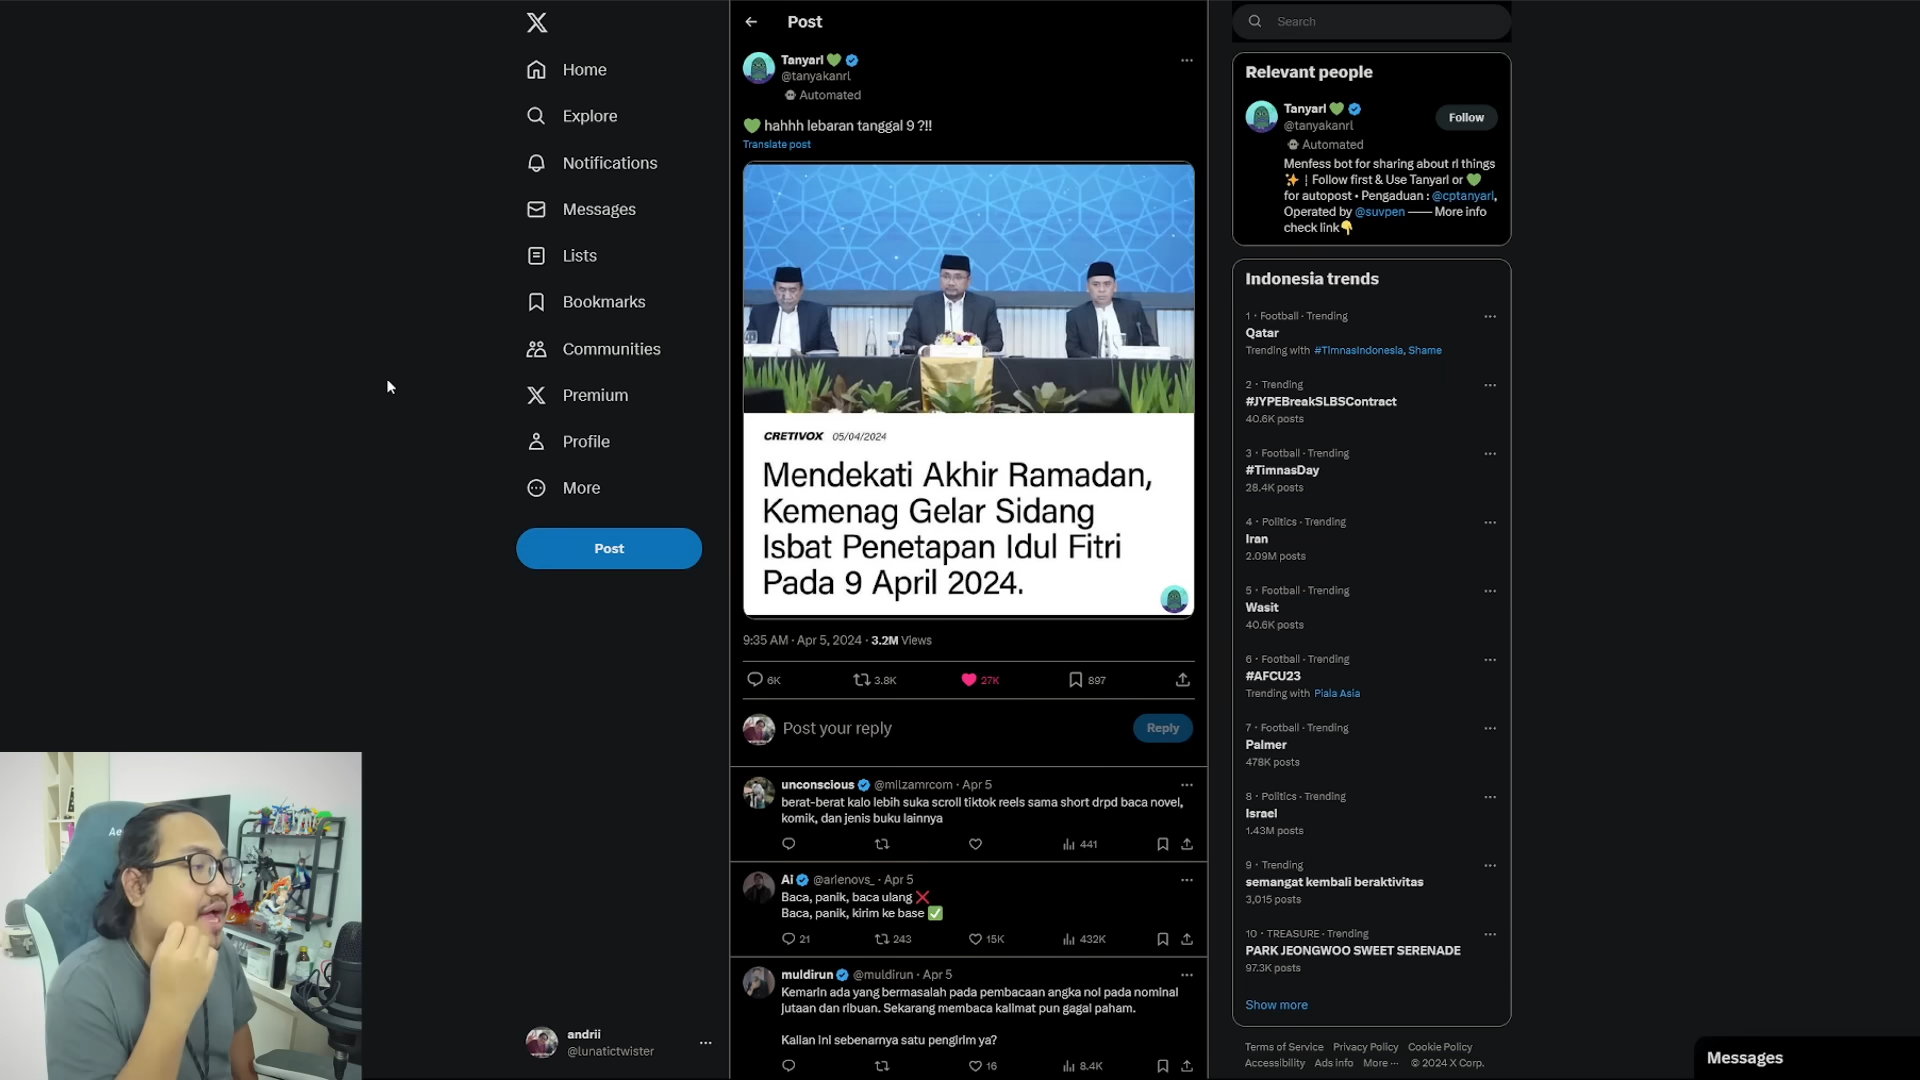 Home
Explore
Notifications
Messages
Lists
Bookmarks
Communities
Premium
Profile
More
Post
andrii
@lunatictwister
Post
Tanyarl 💚
@tanyakanrl
Automated
💚 hahhh lebaran tanggal 9 ?!!
Translate post
CRETIVOX 05/04/2024
Mendekati Akhir Ramadan,
Kemenag Gelar Sidang
Isbat Penetapan Idul Fitri
Pada 9 April 2024.
9:35 AM · Apr 5, 2024 · 3.2M Views
6K 3.8K 27K 897
Post your reply
Reply
unconscious @milzamrcom · Apr 5
berat-berat kalo lebih suka scroll tiktok reels sama short drpd baca novel,
komik, dan jenis buku lainnya
441
Ai @arienovs_ · Apr 5
Baca, panik, baca ulang ❌
Baca, panik, kirim ke base ✅
21 243 15K 432K
muldirun @muldirun · Apr 5
Kemarin ada yang bermasalah pada pembacaan angka nol pada nominal
jutaan dan ribuan. Sekarang membaca kalimat pun gagal paham.
Kalian ini sebenarnya satu pengirim ya?
16 8.4K
Search
Relevant people
Tanyarl 💚
@tanyakanrl
Follow
Automated
Menfess bot for sharing about rl things
✨ ¦ Follow first & Use Tanyarl or 💚
for autopost • Pengaduan : @cptanyarl,
Operated by @suvpen —— More info
check link👇
Indonesia trends
1 · Football · Trending
Qatar
Trending with #TimnasIndonesia, Shame
2 · Trending
#JYPEBreakSLBSContract
40.6K posts
3 · Football · Trending
#TimnasDay
28.4K posts
4 · Politics · Trending
Iran
2.09M posts
5 · Football · Trending
Wasit
40.6K posts
6 · Football · Trending
#AFCU23
Trending with Piala Asia
7 · Football · Trending
Palmer
478K posts
8 · Politics · Trending
Israel
1.43M posts
9 · Trending
semangat kembali beraktivitas
3,015 posts
10 · TREASURE · Trending
PARK JEONGWOO SWEET SERENADE
97.3K posts
Show more
Terms of Service Privacy Policy Cookie Policy
Accessibility Ads info More ··· © 2024 X Corp.
Messages